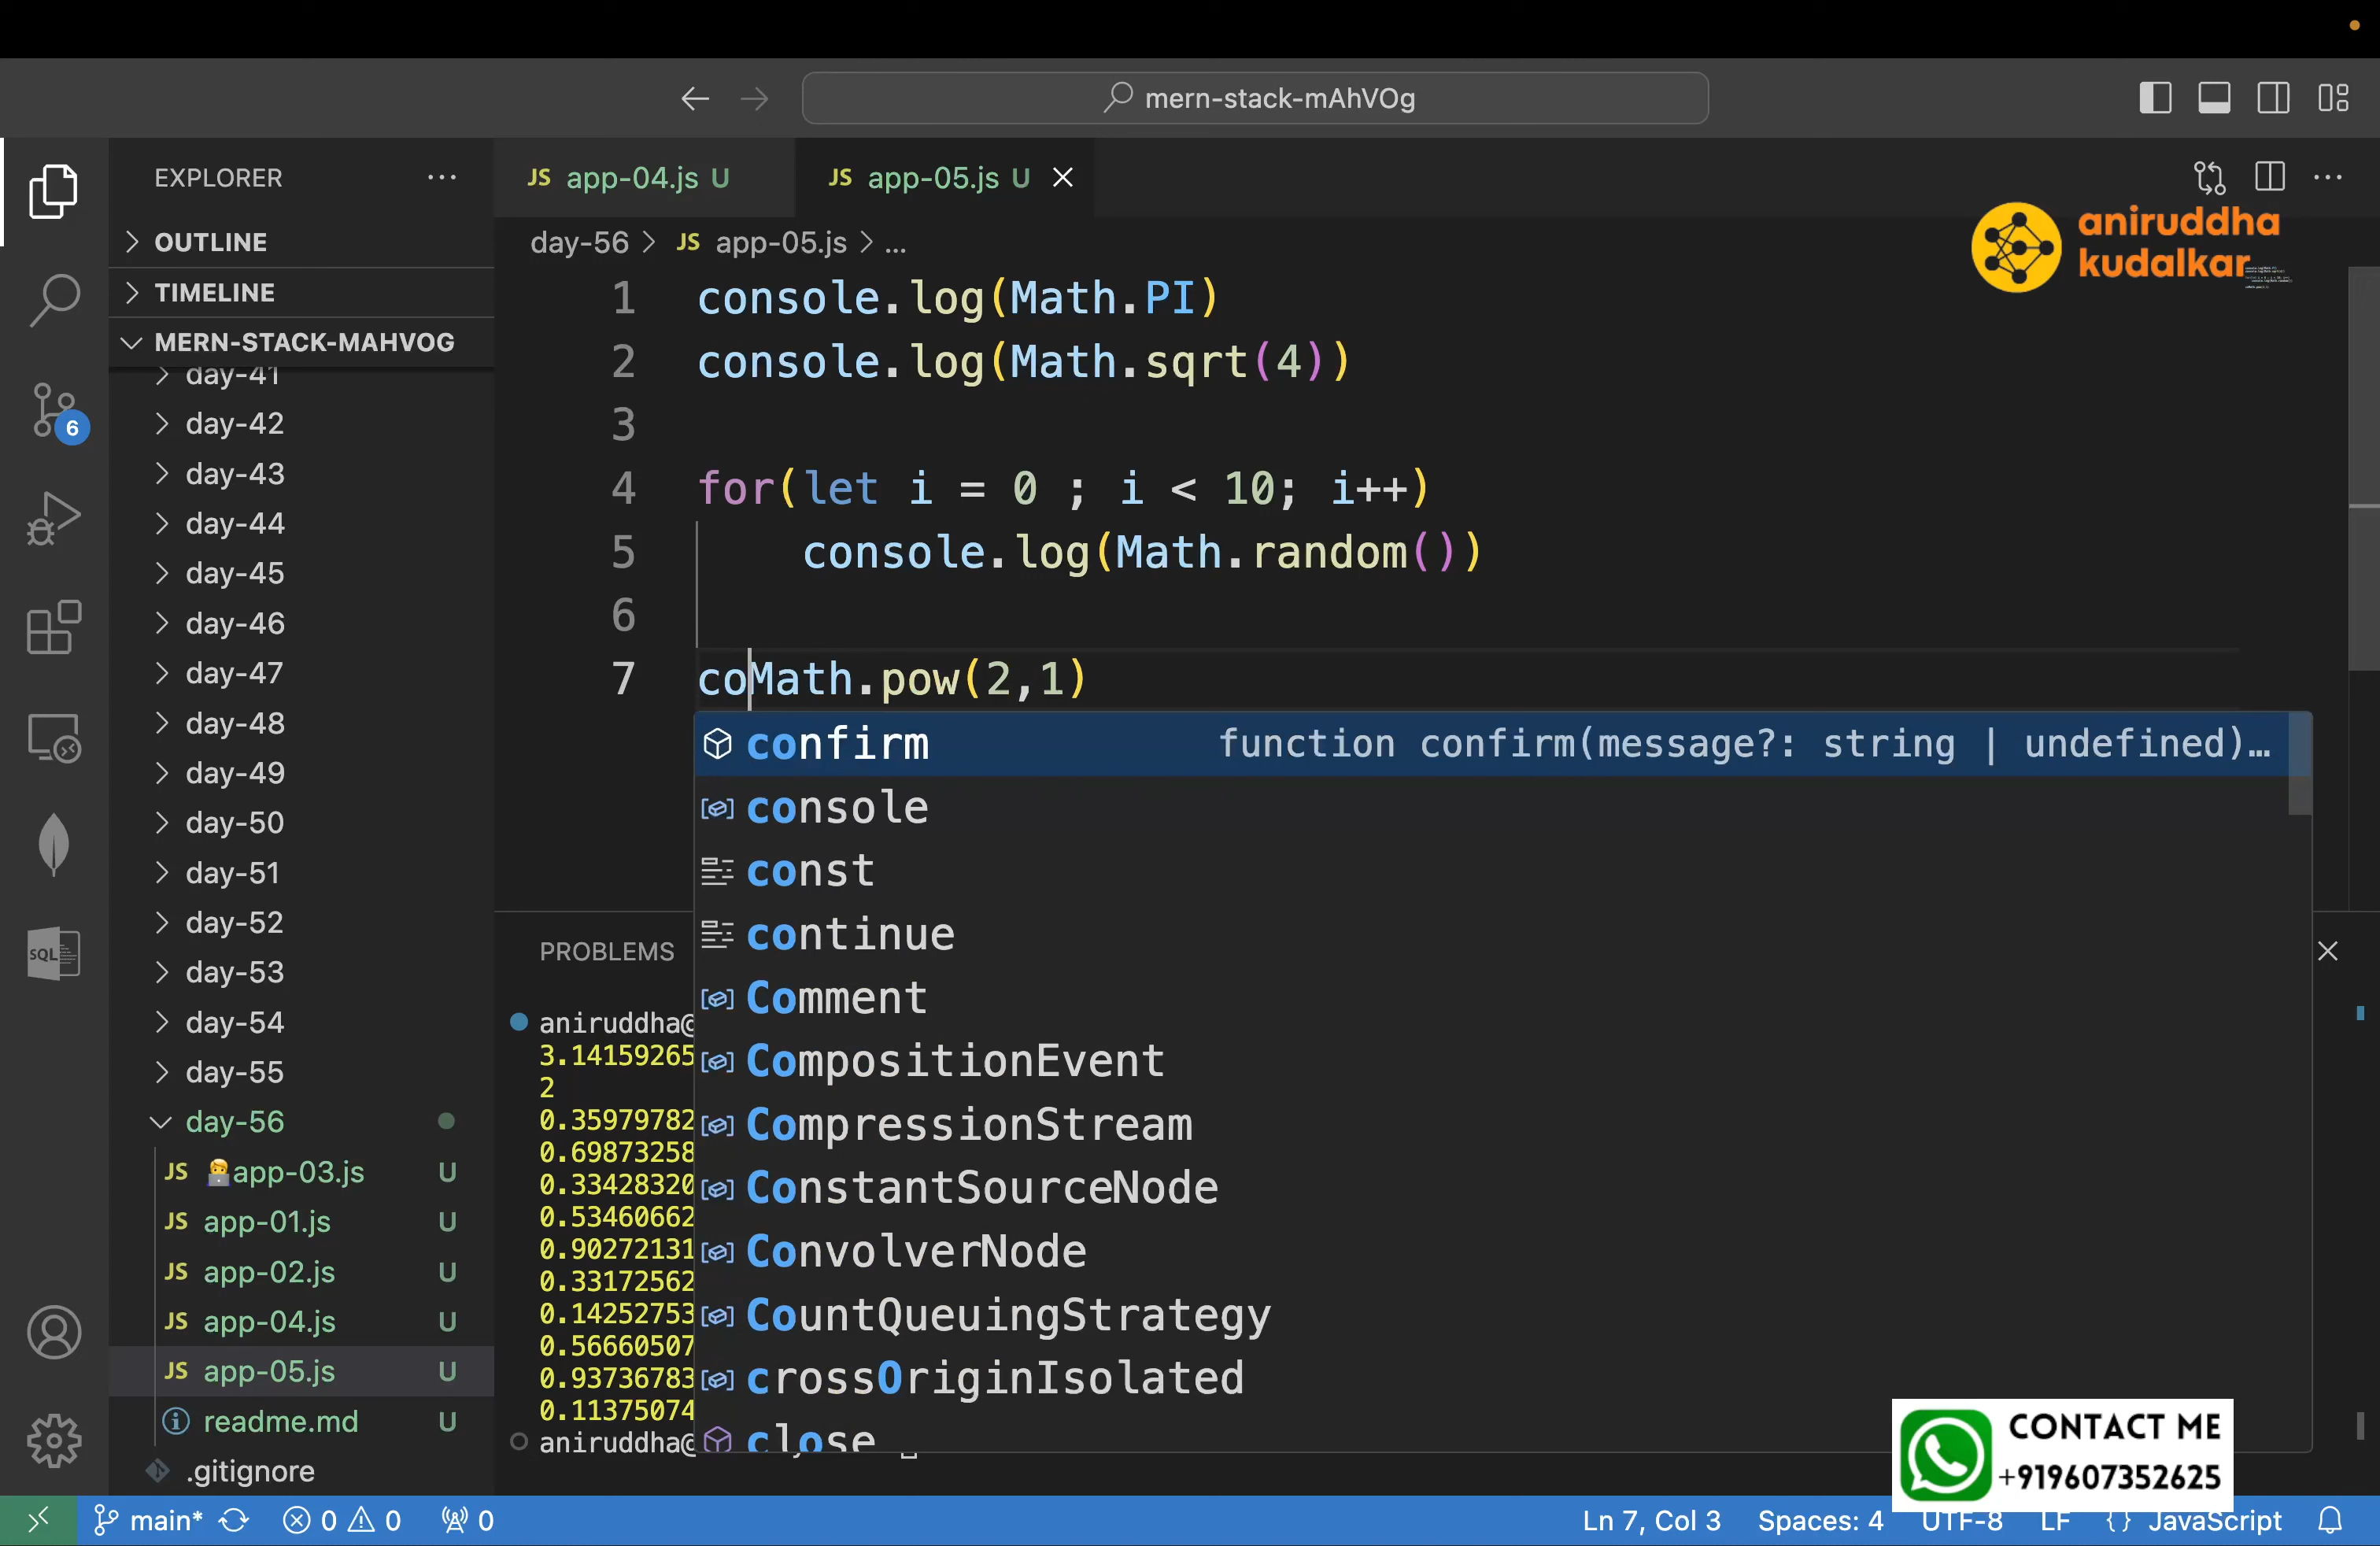 mern-stack-mAhVOg
EXPLORER
OUTLINE
TIMELINE
MERN-STACK-MAHVOG
day-41
day-42
day-43
day-44
day-45
day-46
day-47
day-48
day-49
day-50
day-51
day-52
day-53
day-54
day-55
day-56
JS app-03.js U
JS app-01.js U
JS app-02.js U
JS app-04.js U
JS app-05.js U
readme.md U
.gitignore
6
SQL
JS app-04.js U
JS app-05.js U
day-56 > JS app-05.js > ...
aniruddha
kudalkar
1 console.log(Math.PI)
2 console.log(Math.sqrt(4))
3
4 for(let i = 0 ; i < 10; i++)
5 console.log(Math.random())
6
7 coMath.pow(2,1)
confirm function confirm(message?: string | undefined)…
console
const
continue
Comment
CompositionEvent
CompressionStream
ConstantSourceNode
ConvolverNode
CountQueuingStrategy
crossOriginIsolated
close
PROBLEMS
aniruddha@
3.14159265
2
0.35979782
0.69873258
0.33428320
0.53460662
0.90272131
0.33172562
0.14252753
0.56660507
0.93736783
0.11375074
aniruddha@
CONTACT ME
+919607352625
main* 0 0 0 Ln 7, Col 3 Spaces: 4 UTF-8 LF {} JavaScript